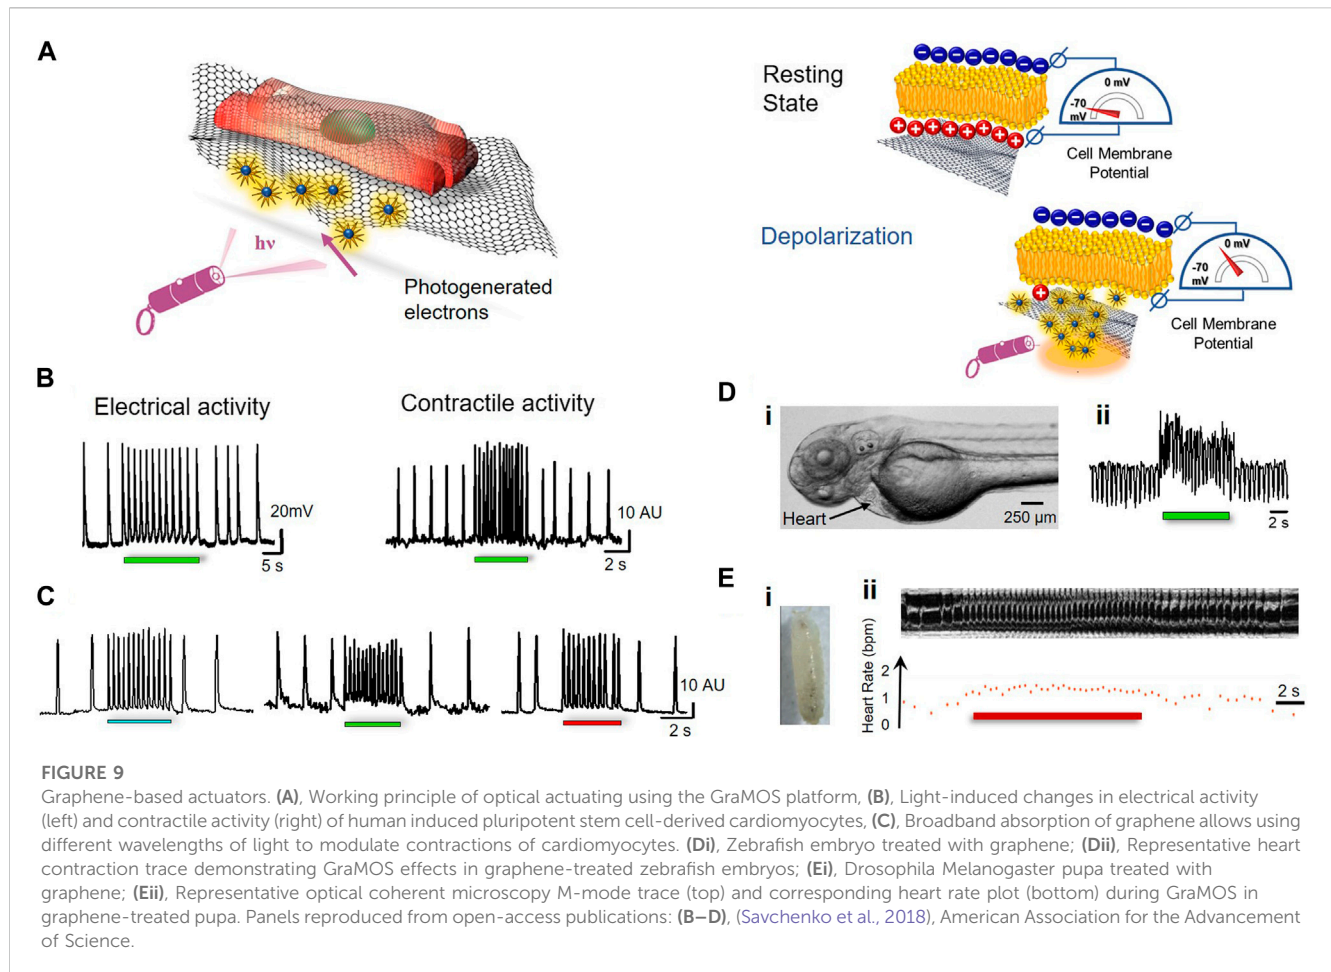 A
hν
Photogenerated
electrons
Resting
State
0 mV
-70
mV
Cell Membrane
Potential
Depolarization
0 mV
-70
mV
Cell Membrane
Potential
B
Electrical activity
20mV
5 s
Contractile activity
10 AU
2 s
C
10 AU
2 s
D
i
Heart
250 μm
ii
2 s
E
i
ii
Heart Rate (bpm)
2
1
0
2 s
FIGURE 9
Graphene-based actuators. (A), Working principle of optical actuating using the GraMOS platform, (B), Light-induced changes in electrical activity
(left) and contractile activity (right) of human induced pluripotent stem cell-derived cardiomyocytes, (C), Broadband absorption of graphene allows using
different wavelengths of light to modulate contractions of cardiomyocytes. (Di), Zebrafish embryo treated with graphene; (Dii), Representative heart
contraction trace demonstrating GraMOS effects in graphene-treated zebrafish embryos; (Ei), Drosophila Melanogaster pupa treated with
graphene; (Eii), Representative optical coherent microscopy M-mode trace (top) and corresponding heart rate plot (bottom) during GraMOS in
graphene-treated pupa. Panels reproduced from open-access publications: (B–D), (Savchenko et al., 2018), American Association for the Advancement
of Science.